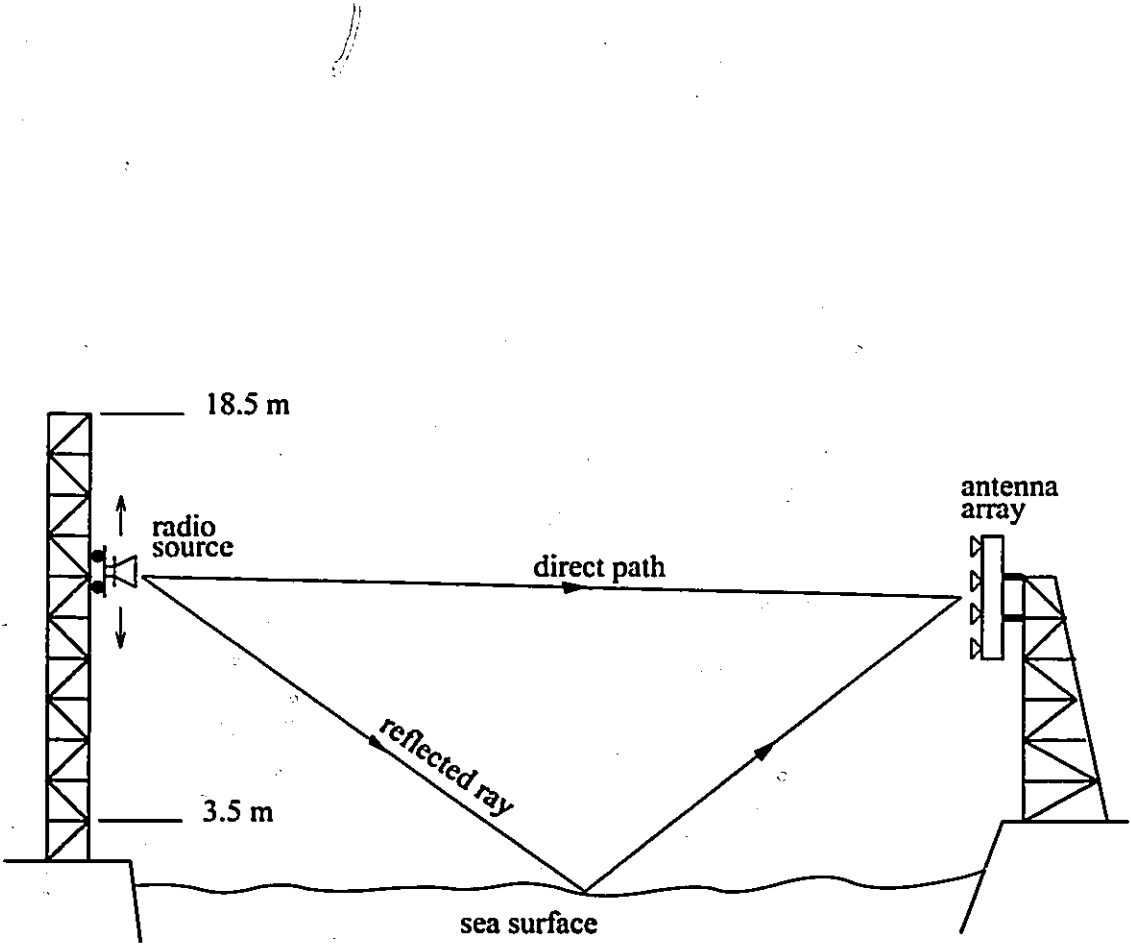 18.5 m
antenna
array
radio
source
direct path
reflected ray
3.5 m
sea surface